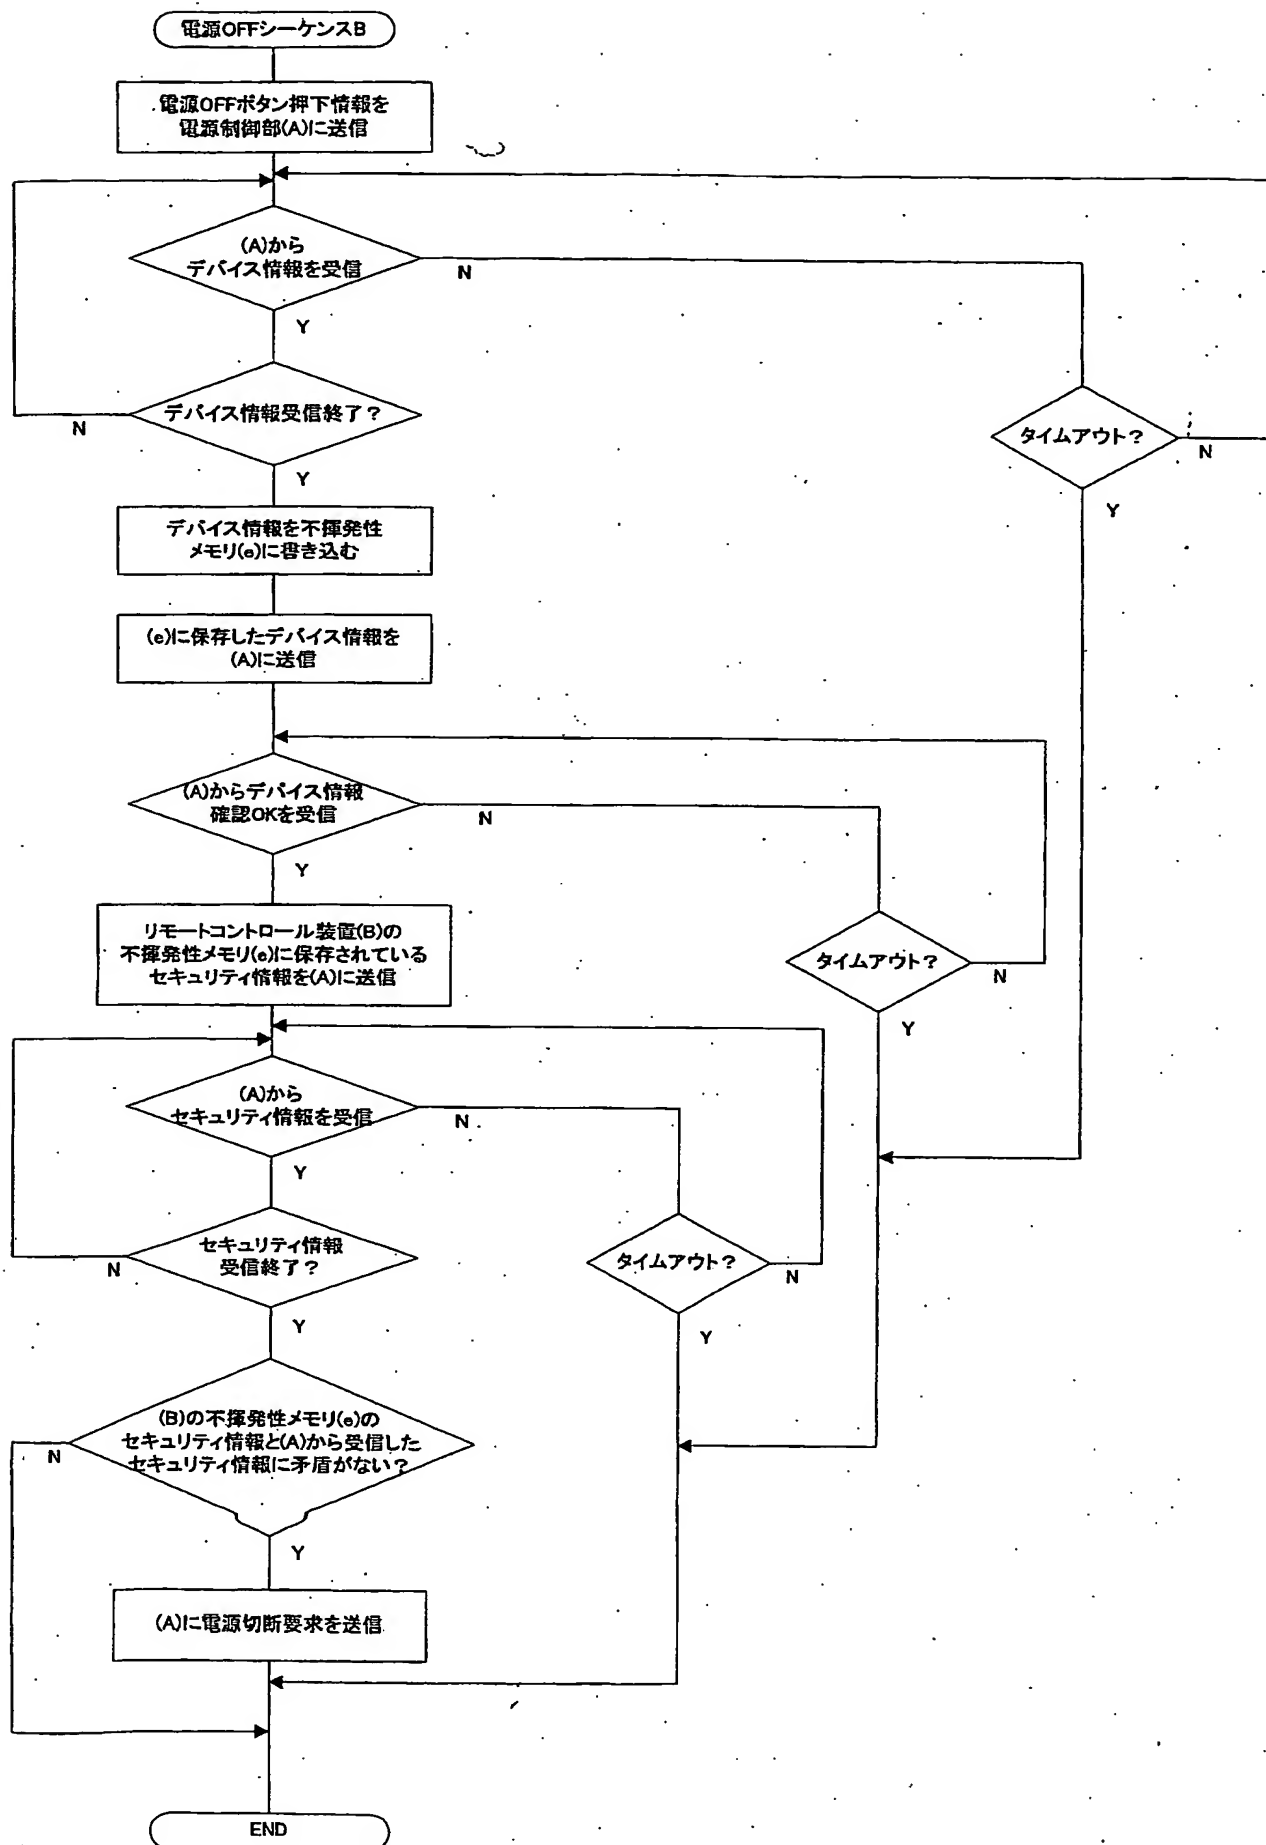 電源OFFシーケンスB
電源OFFボタン押下情報を
電源制御部(A)に送信
(A)から
デバイス情報を受信
N
Y
デバイス情報受信終了？
N
Y
タイムアウト？
N
Y
デバイス情報を不揮発性
メモリ(e)に書き込む
(e)に保存したデバイス情報を
(A)に送信
(A)からデバイス情報
確認OKを受信
N
Y
リモートコントロール装置(B)の
不揮発性メモリ(e)に保存されている
セキュリティ情報を(A)に送信
タイムアウト？
N
Y
(A)から
セキュリティ情報を受信
N
Y
セキュリティ情報
受信終了？
N
Y
タイムアウト？
N
Y
(B)の不揮発性メモリ(e)の
セキュリティ情報と(A)から受信した
セキュリティ情報に矛盾がない？
N
Y
(A)に電源切断要求を送信
END